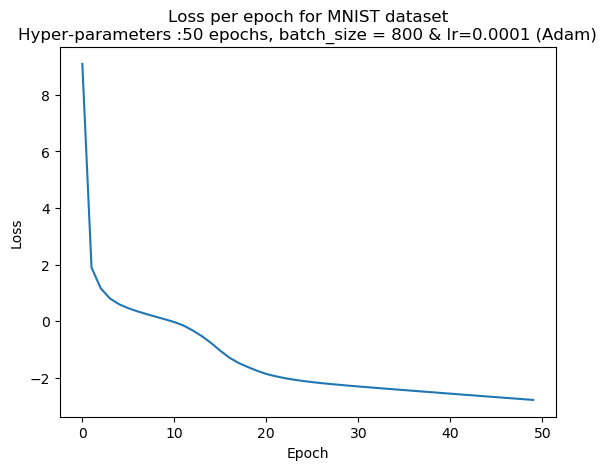 Loss per epoch for MNIST dataset
Hyper-parameters :50 epochs, batch_size = 800 & lr=0.0001 (Adam)
8
6
4
2
0
−2
Loss
0 10 20 30 40 50
Epoch